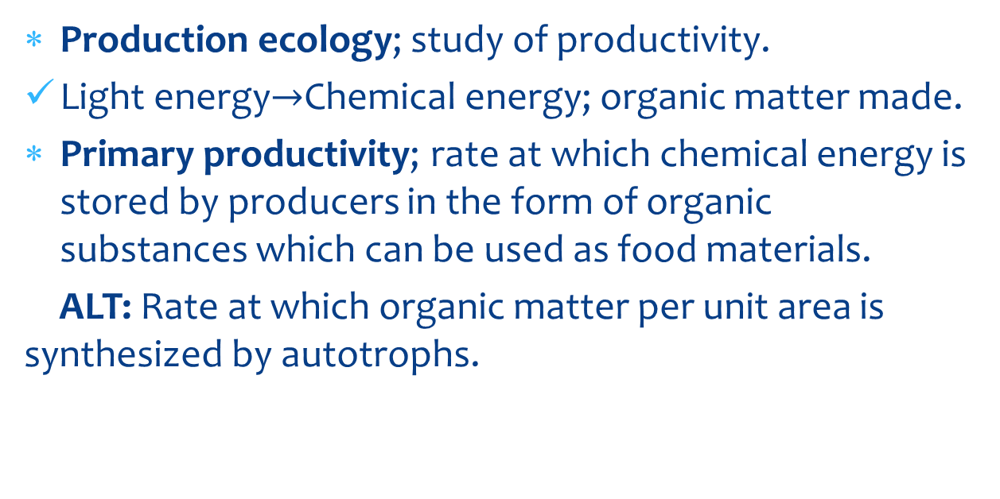 * Production ecology; study of productivity.
✓ Light energy→Chemical energy; organic matter made.
* Primary productivity; rate at which chemical energy is
stored by producers in the form of organic
substances which can be used as food materials.
ALT: Rate at which organic matter per unit area is
synthesized by autotrophs.